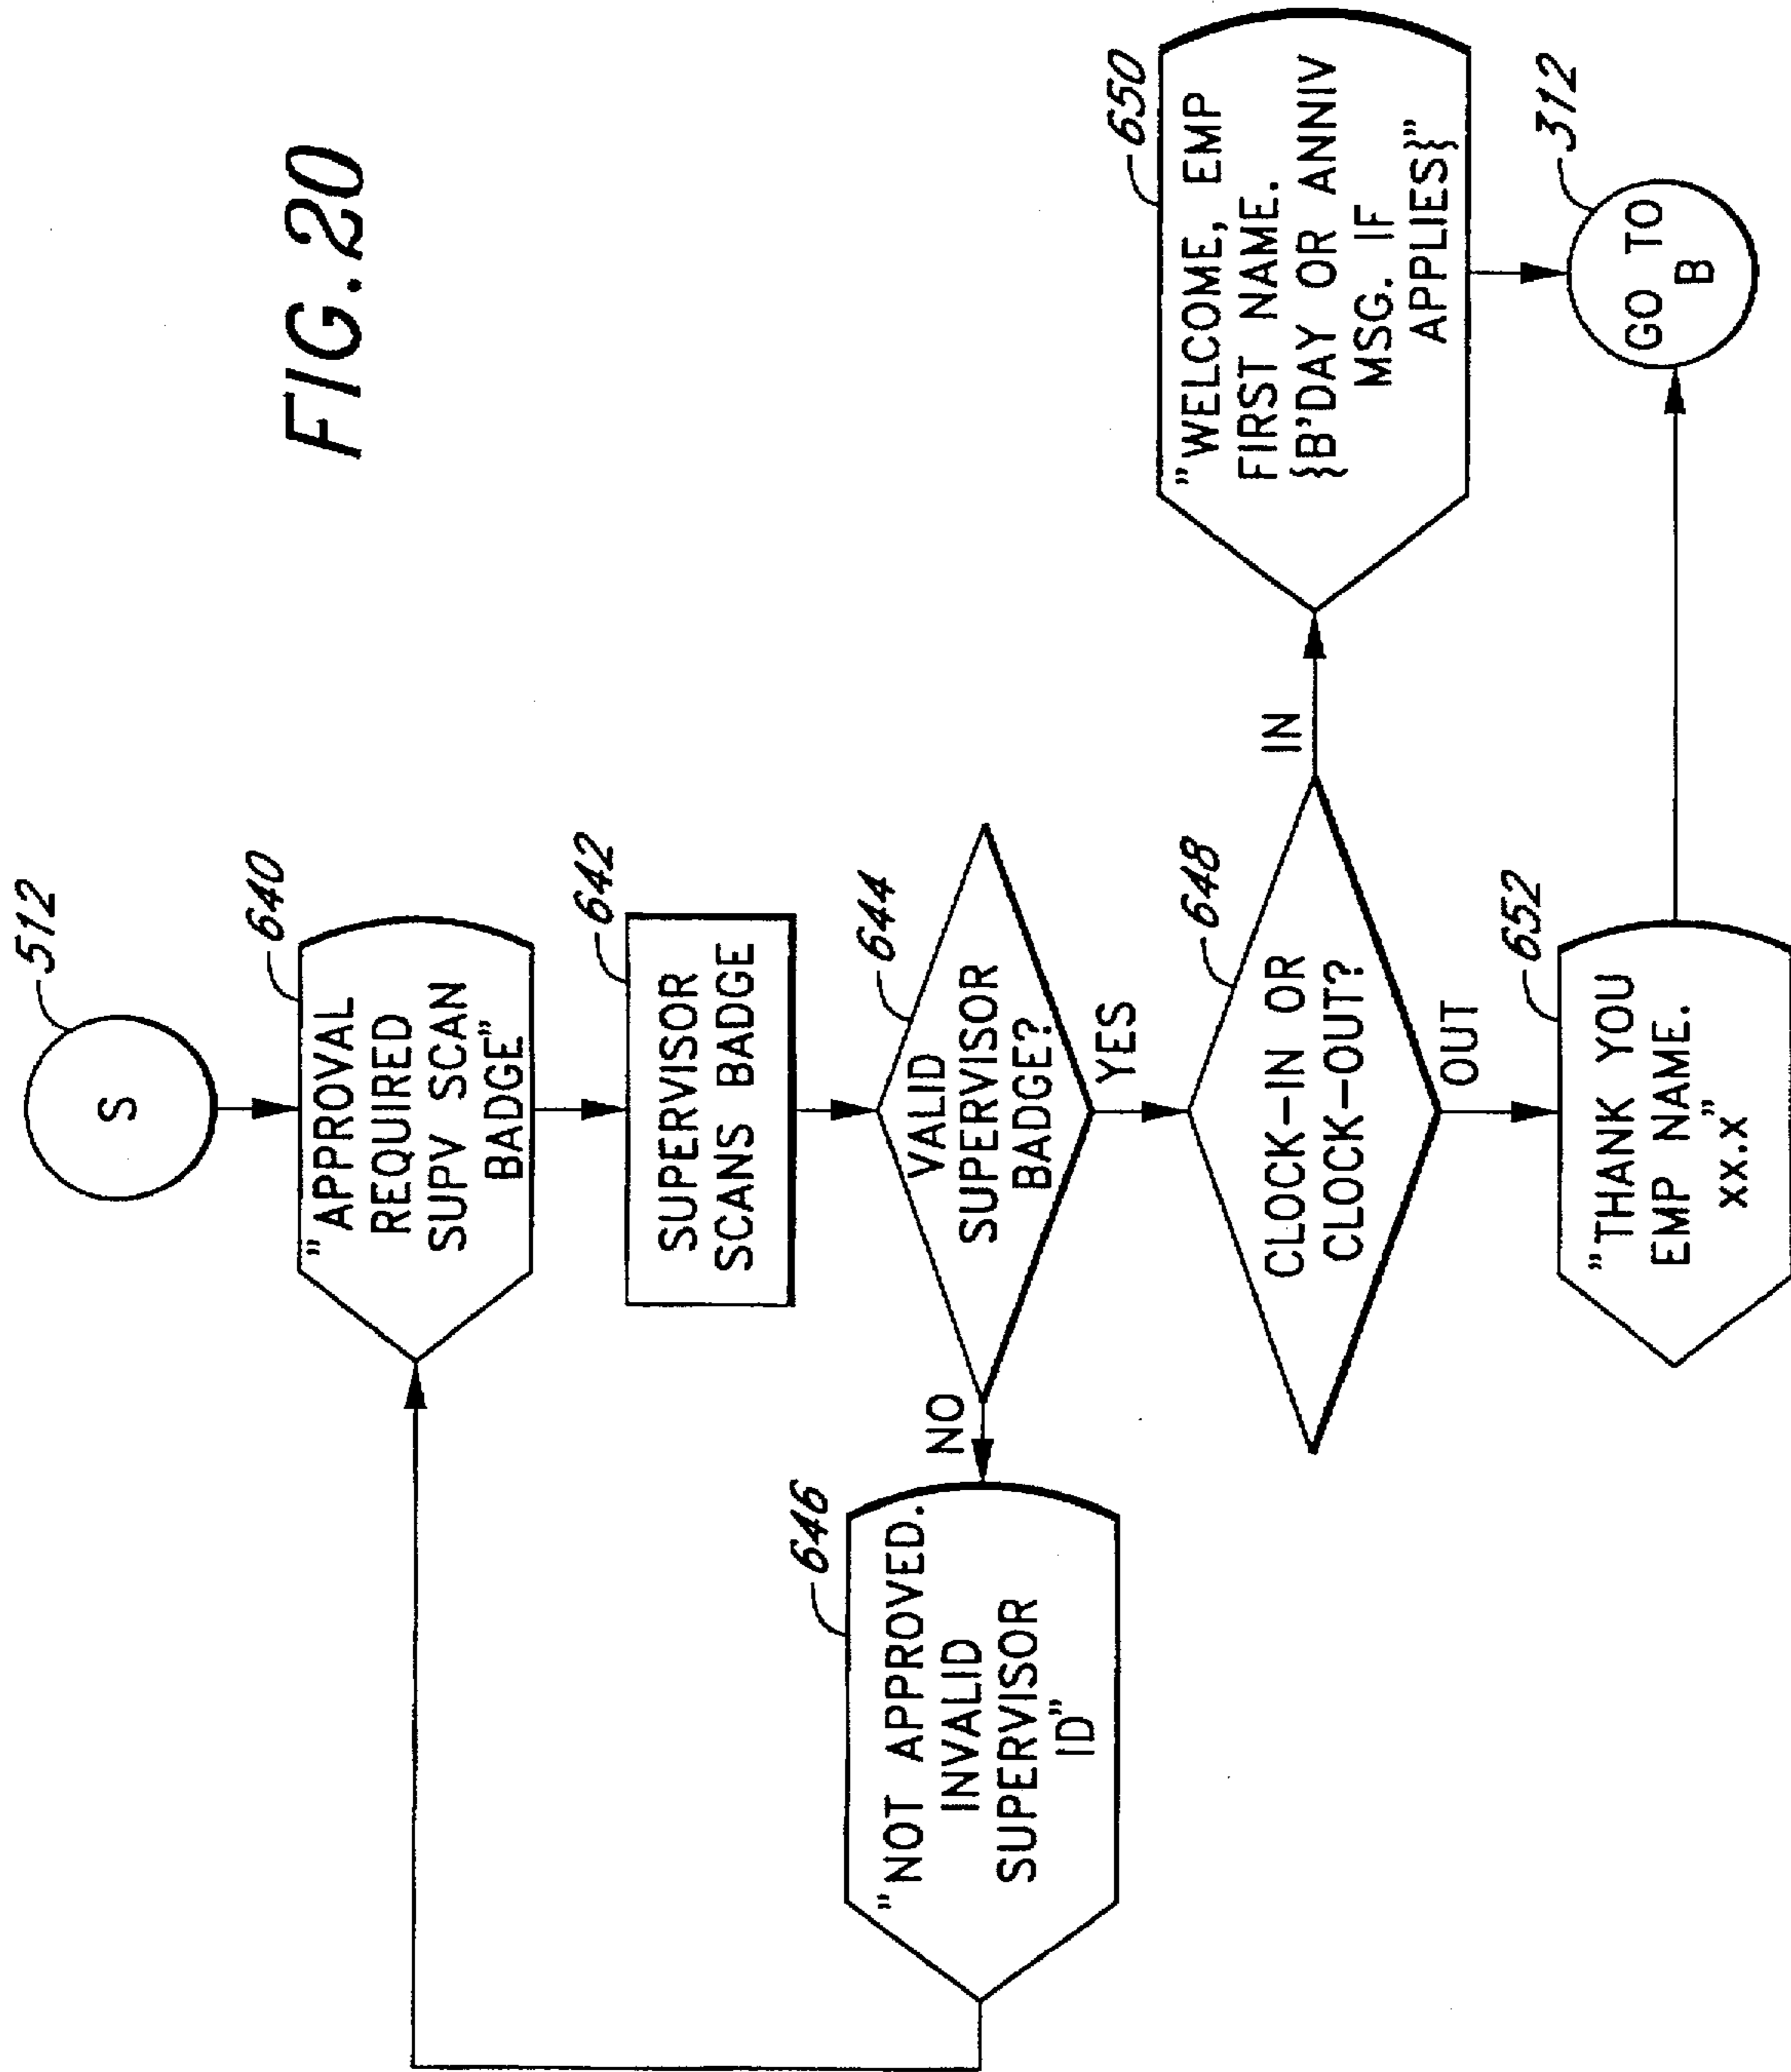 FIG.20
512
S
640
"APPROVAL
REQUIRED
SUPV SCAN
BADGE"
642
SUPERVISOR
SCANS BADGE
644
VALID
SUPERVISOR
BADGE?
NO
YES
646
"NOT APPROVED.
INVALID
SUPERVISOR
ID"
648
CLOCK-IN OR
CLOCK-OUT?
IN
OUT
650
"WELCOME, EMP
FIRST NAME.
{B'DAY OR ANNIV
MSG. IF
APPLIES}"
652
"THANK YOU
EMP NAME.
XX.X"
312
GO TO
B